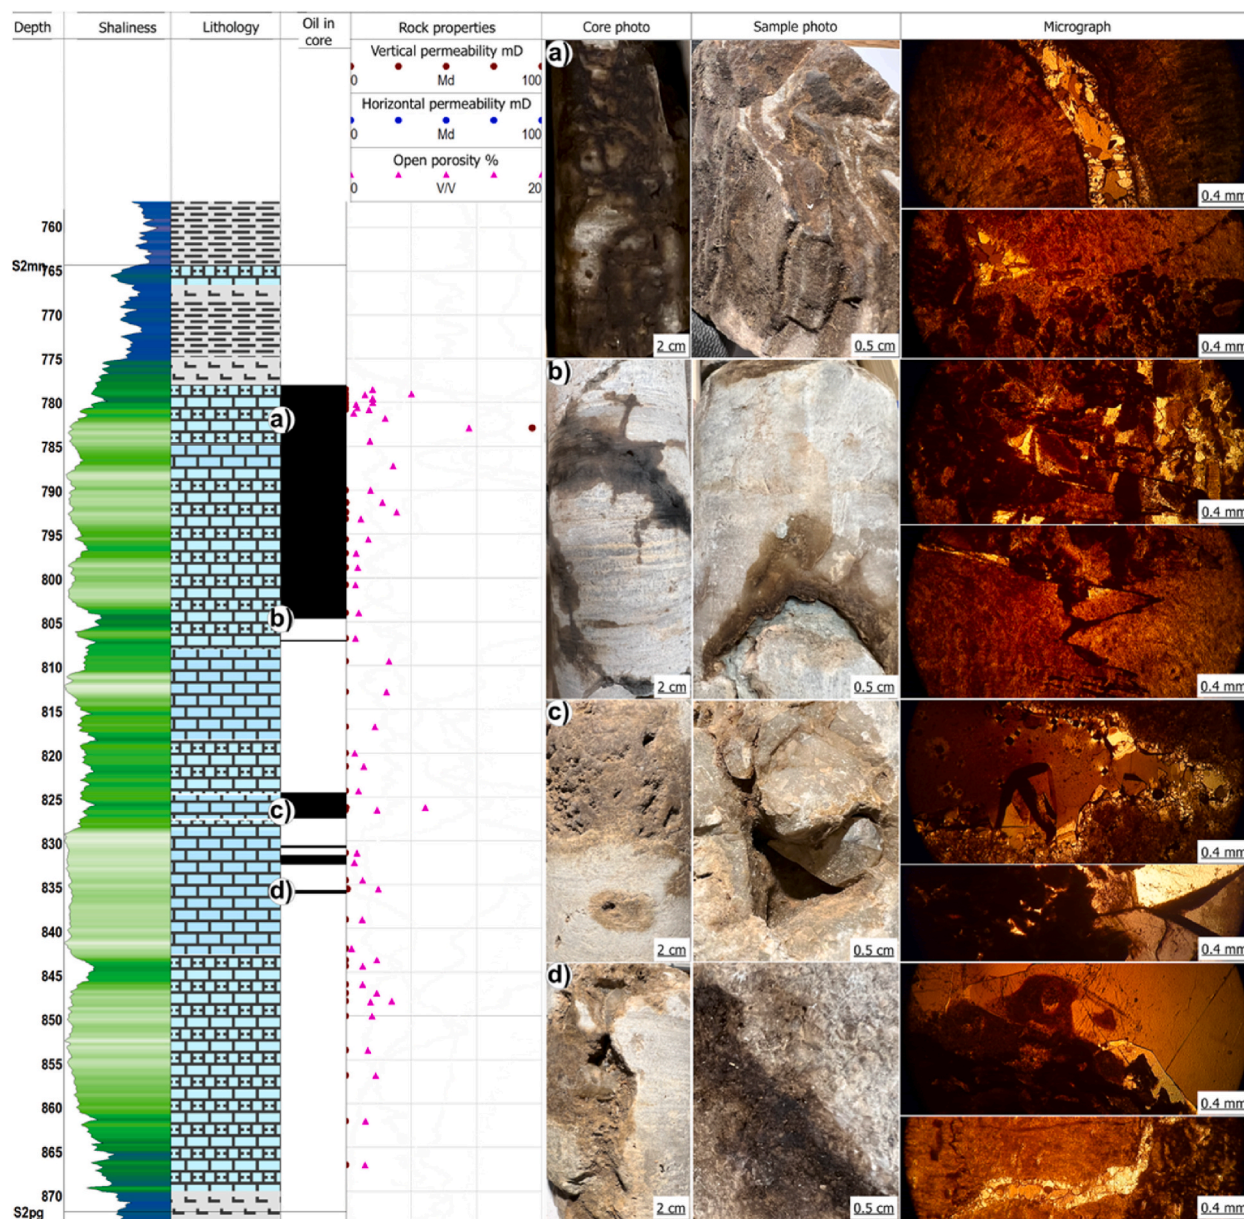 Depth Shaliness Lithology Oil in core Rock properties Core photo Sample photo Micrograph
Vertical permeability mD
0 Md 100
Horizontal permeability mD
0 Md 100
Open porosity %
0 V/V 20
760
S2mn 765
770
775
780
785
790
795
800
805
810
815
820
825
830
835
840
845
850
855
860
865
870
S2pg
a)
b)
c)
d)
a)
2 cm
0.5 cm
0.4 mm
0.4 mm
b)
2 cm
0.5 cm
0.4 mm
0.4 mm
c)
2 cm
0.5 cm
0.4 mm
0.4 mm
d)
2 cm
0.5 cm
0.4 mm
0.4 mm